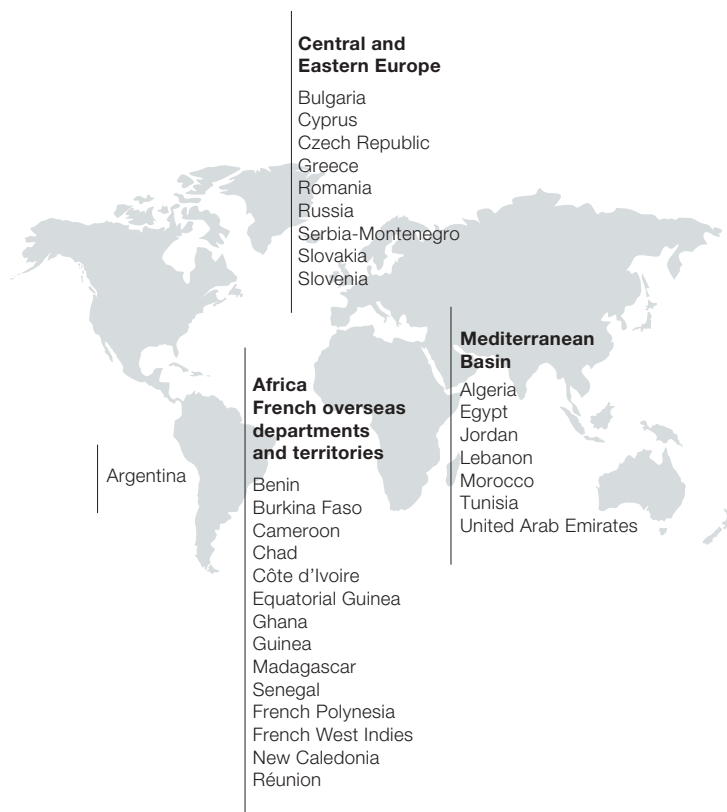 Central and
Eastern Europe
Bulgaria
Cyprus
Czech Republic
Greece
Romania
Russia
Serbia-Montenegro
Slovakia
Slovenia
Mediterranean
Basin
Algeria
Egypt
Jordan
Lebanon
Morocco
Tunisia
United Arab Emirates
Africa
French overseas
departments
and territories
Benin
Burkina Faso
Cameroon
Chad
Côte d’Ivoire
Equatorial Guinea
Ghana
Guinea
Madagascar
Senegal
French Polynesia
French West Indies
New Caledonia
Réunion
Argentina